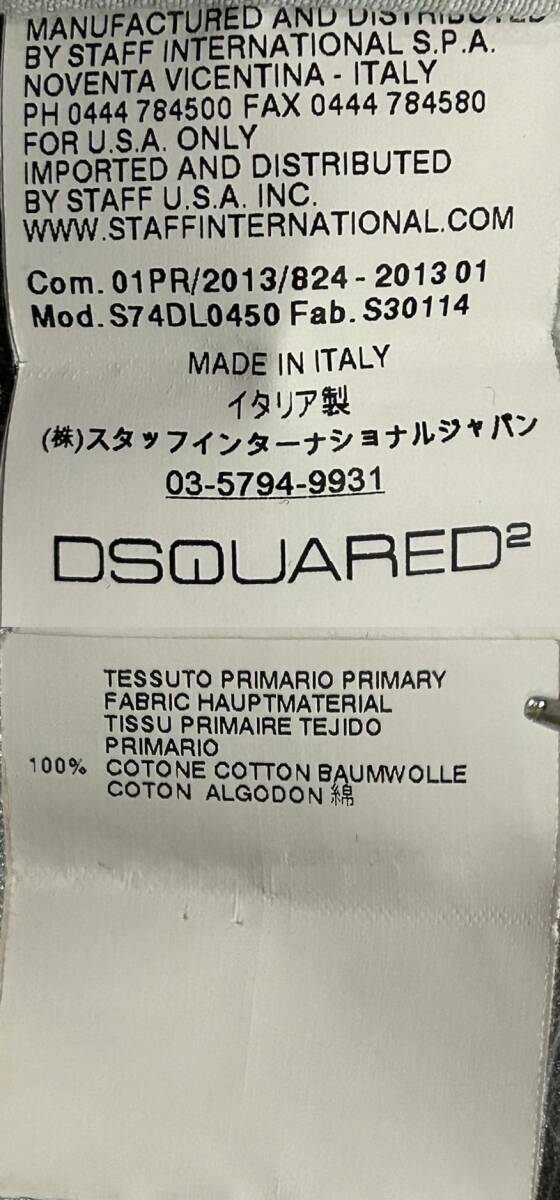 MANUFACTURED AND DISTRIBUTED
BY STAFF INTERNATIONAL S.P.A.
NOVENTA VICENTINA - ITALY
PH 0444 784500 FAX 0444 784580
FOR U.S.A. ONLY
IMPORTED AND DISTRIBUTED
BY STAFF U.S.A. INC.
WWW.STAFFINTERNATIONAL.COM
Com. 01PR/2013/824 - 2013 01
Mod. S74DL0450 Fab. S30114
MADE IN ITALY
イタリア製
(株)スタッフインターナショナルジャパン
03-5794-9931
DSQUARED2
TESSUTO PRIMARIO PRIMARY
FABRIC HAUPTMATERIAL
TISSU PRIMAIRE TEJIDO
PRIMARIO
100% COTONE COTTON BAUMWOLLE
COTON ALGODON 綿